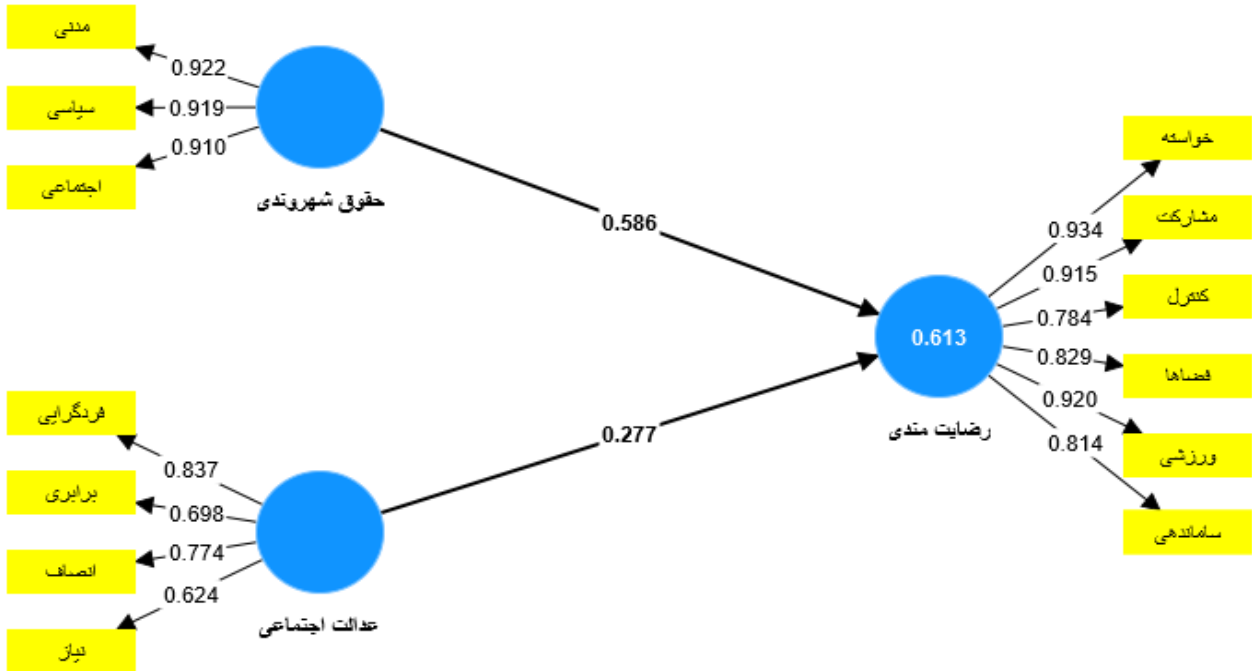 مدنی
0.922
سیاسی
0.919
0.910
اجتماعی
حقوق شهروندی
0.586
خواسته
0.934
مشارکت
0.915
کنترل
0.784
0.613
0.829
فضاها
0.920
رضایت مندی
ورزشی
0.814
ساماندهی
0.277
فردگرایی
0.837
برابری
0.698
0.774
انصاف
0.624
نیاز
عدالت اجتماعی